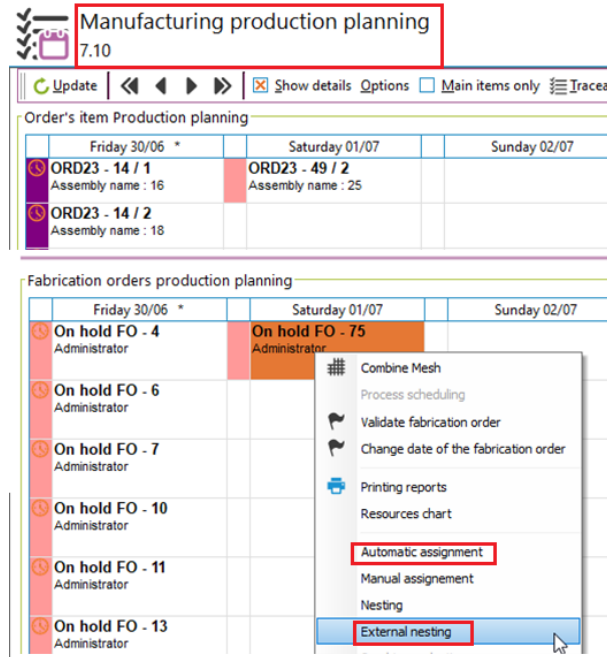 Manufacturing production planning
7.10
Update Show details Options Main items only
Order's item Production planning
Friday 30/06 * Saturday 01/07 Sunday 02/07
ORD23 - 14 / 1 ORD23 - 49 / 2
Assembly name : 16 Assembly name : 25
ORD23 - 14 / 2
Assembly name : 18
Fabrication orders production planning
Friday 30/06 * Saturday 01/07 Sunday 02/07
On hold FO - 4 On hold FO - 75
Administrator Administrator
Combine Mesh
Process scheduling
On hold FO - 6
Administrator
Validate fabrication order
Change date of the fabrication order
On hold FO - 7
Administrator
Printing reports
Resources chart
On hold FO - 10
Administrator
Automatic assignment
Manual assignement
On hold FO - 11
Administrator
Nesting
External nesting
On hold FO - 13
Administrator